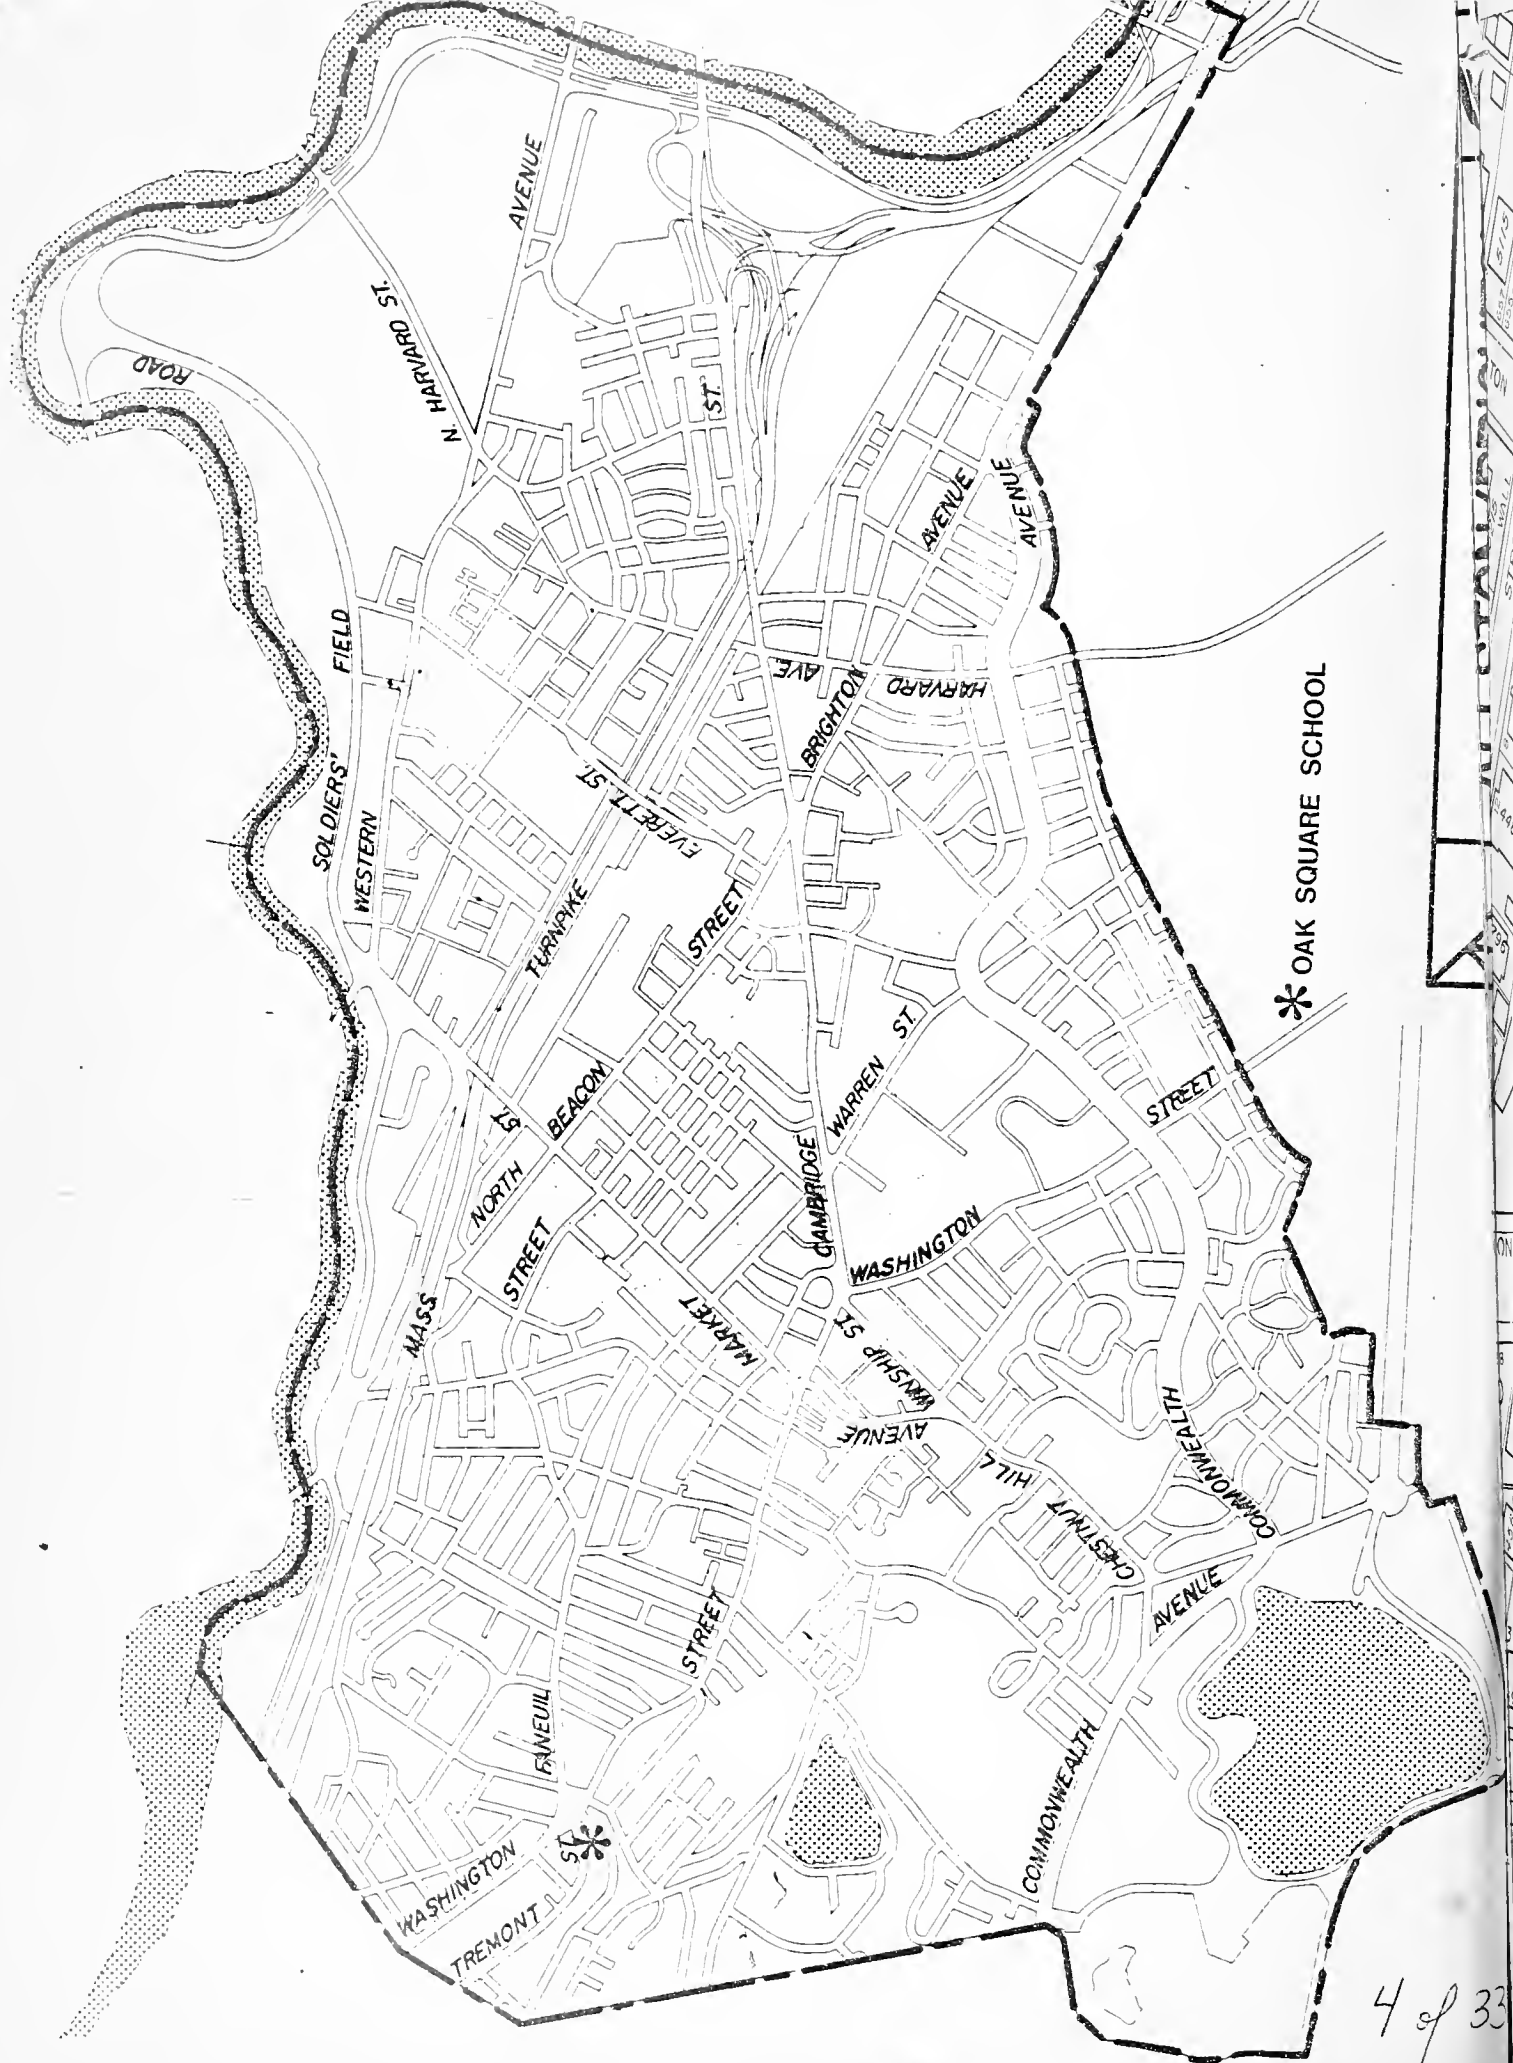 ROAD
N. HARVARD ST.
AVENUE
SOLDIERS' FIELD
WESTERN
ST.
AVENUE
AVENUE
HARVARD AVE
BRIGHTON
EVERETT ST.
TURNPIKE
STREET
BEACON
NORTH
ST.
MASS
STREET
MARKET
CAMBRIDGE
WARREN ST.
WASHINGTON
WINSHIP ST.
STREET
AVENUE
HILL
CHESTNUT
COMMONWEALTH
AVENUE
COMMONWEALTH
STREET
FANEUIL
ST.
WASHINGTON
TREMONT
* OAK SQUARE SCHOOL
4 of 33